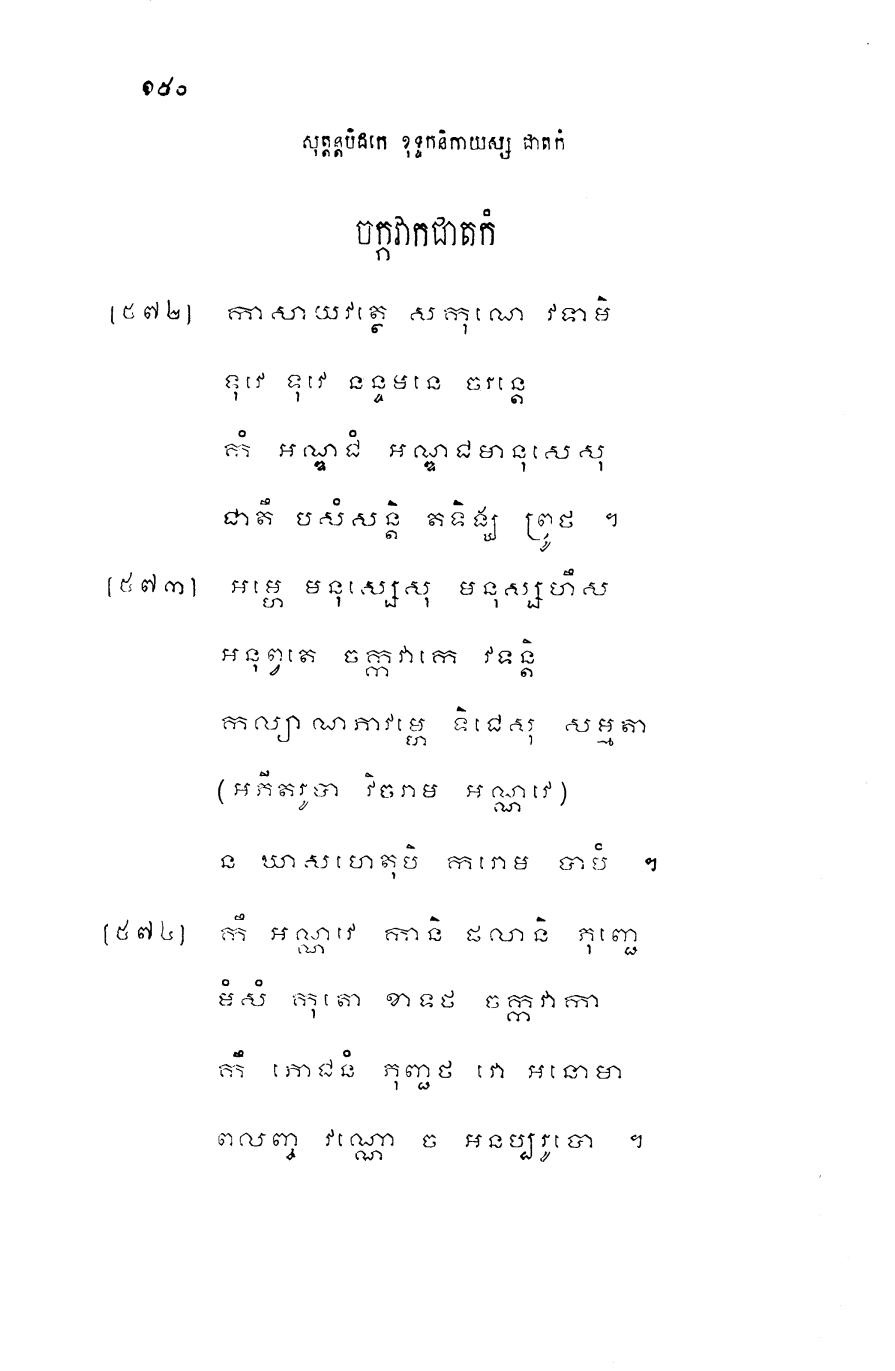 ១៥០
សុត្តន្តបិដកេ ខុទ្ទកនិកាយស្ស ជាតកំ
ចក្កវាកជាតកំ
[៥៧២] កាសាយវត្ថេ សកុណេ វទាមិ
ទុវេ ទុវេ នន្ទមនេ ចរន្តេ
កំ អណ្ឌជំ អណ្ឌជមានុសេសុ
ជាតឹ បសំសន្តិ តទិង្ឃ ព្រូថ ។
[៥៧៣] អម្ហេ មនុស្សេសុ មនុស្សហឹស
អនុព្វតេ ចក្កវាកេ វទន្តិ
កល្យាណភាវម្ហេ ទិជេសុ សម្មតា
(អភីតរូបា វិចរាម អណ្ណវេ)
ន ឃាសហេតុបិ ករោម បាបំ ។
[៥៧៤] កឹ អណ្ណវេ កានិ ផលានិ ភុញ្ជេ
មំសំ កុតោ ខាទថ ចក្កវាកា
កឹ ភោជនំ ភុញ្ជថ វោ អនោមា
ពលញ្ច វណ្ណោ ច អនប្បរូបោ ។